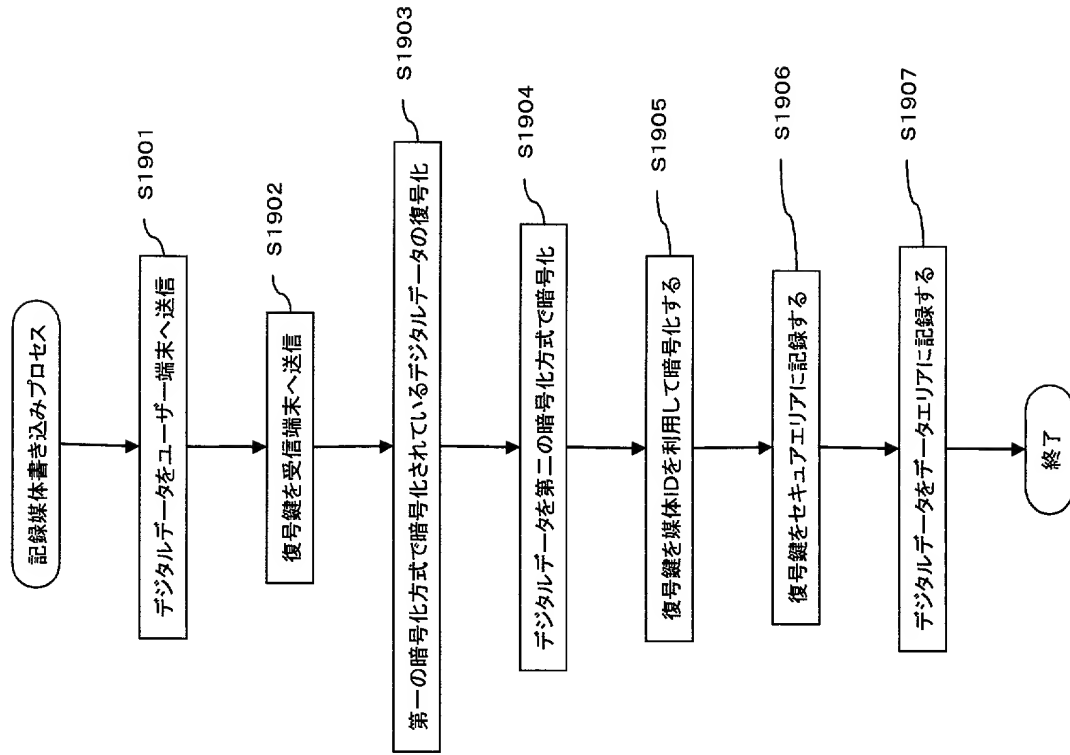 記録媒体書き込みプロセス
デジタルデータをユーザー端末へ送信
S1901
復号鍵を受信端末へ送信
S1902
第一の暗号化方式で暗号化されているデジタルデータの復号化
S1903
デジタルデータを第二の暗号化方式で暗号化
S1904
復号鍵を媒体IDを利用して暗号化する
S1905
復号鍵をセキュアエリアに記録する
S1906
デジタルデータをデータエリアに記録する
S1907
終了